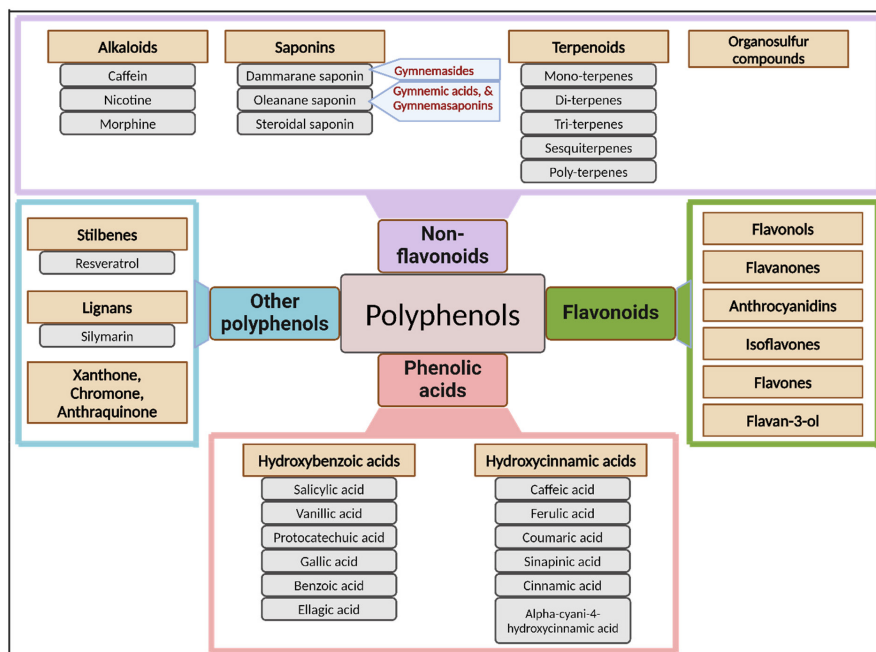 Alkaloids
Caffein
Nicotine
Morphine
Saponins
Dammarane saponin
Oleanane saponin
Steroidal saponin
Gymnemasides
Gymnemic acids, &
Gymnemasaponins
Terpenoids
Mono-terpenes
Di-terpenes
Tri-terpenes
Sesquiterpenes
Poly-terpenes
Organosulfur
compounds
Non-
flavonoids
Stilbenes
Resveratrol
Lignans
Silymarin
Xanthone,
Chromone,
Anthraquinone
Other
polyphenols
Polyphenols
Flavonoids
Flavonols
Flavanones
Anthrocyanidins
Isoflavones
Flavones
Flavan-3-ol
Phenolic
acids
Hydroxybenzoic acids
Salicylic acid
Vanillic acid
Protocatechuic acid
Gallic acid
Benzoic acid
Ellagic acid
Hydroxycinnamic acids
Caffeic acid
Ferulic acid
Coumaric acid
Sinapinic acid
Cinnamic acid
Alpha-cyani-4-
hydroxycinnamic acid